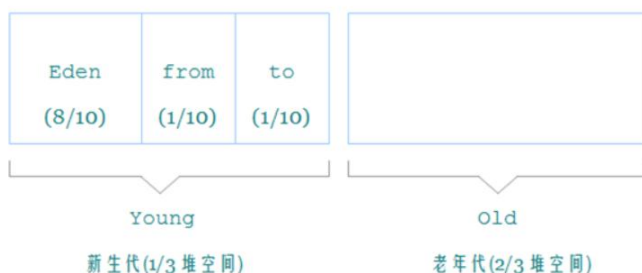 Eden from to
(8/10) (1/10) (1/10)
Young Old
新生代(1/3 堆空间) 老年代(2/3 堆空间)